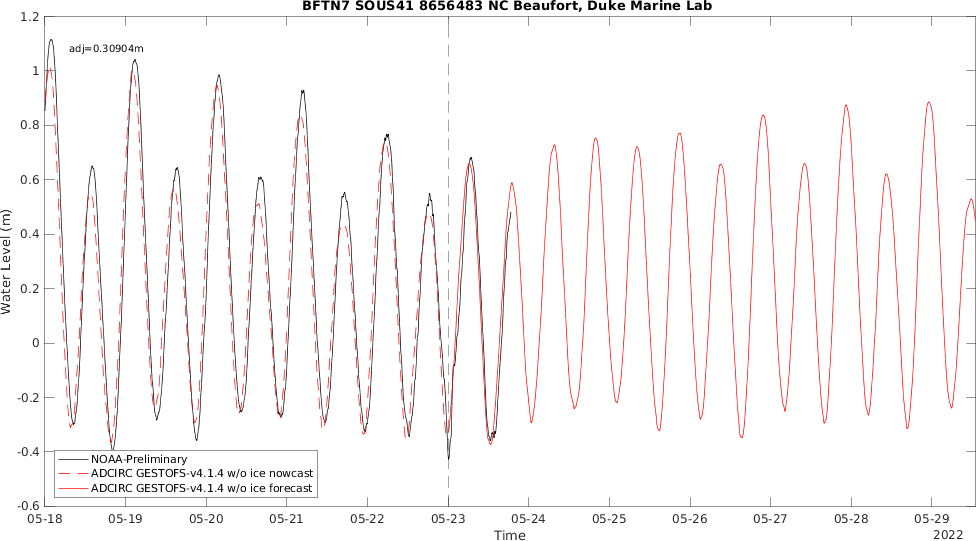 BFTN7 SOUS41 8656483 NC Beaufort, Duke Marine Lab
adj=0.30904m
1.2
1
0.8
0.6
0.4
0.2
0
-0.2
-0.4
-0.6
Water Level (m)
NOAA-Preliminary
ADCIRC GESTOFS-v4.1.4 w/o ice nowcast
ADCIRC GESTOFS-v4.1.4 w/o ice forecast
05-18 05-19 05-20 05-21 05-22 05-23 05-24 05-25 05-26 05-27 05-28 05-29
Time
2022